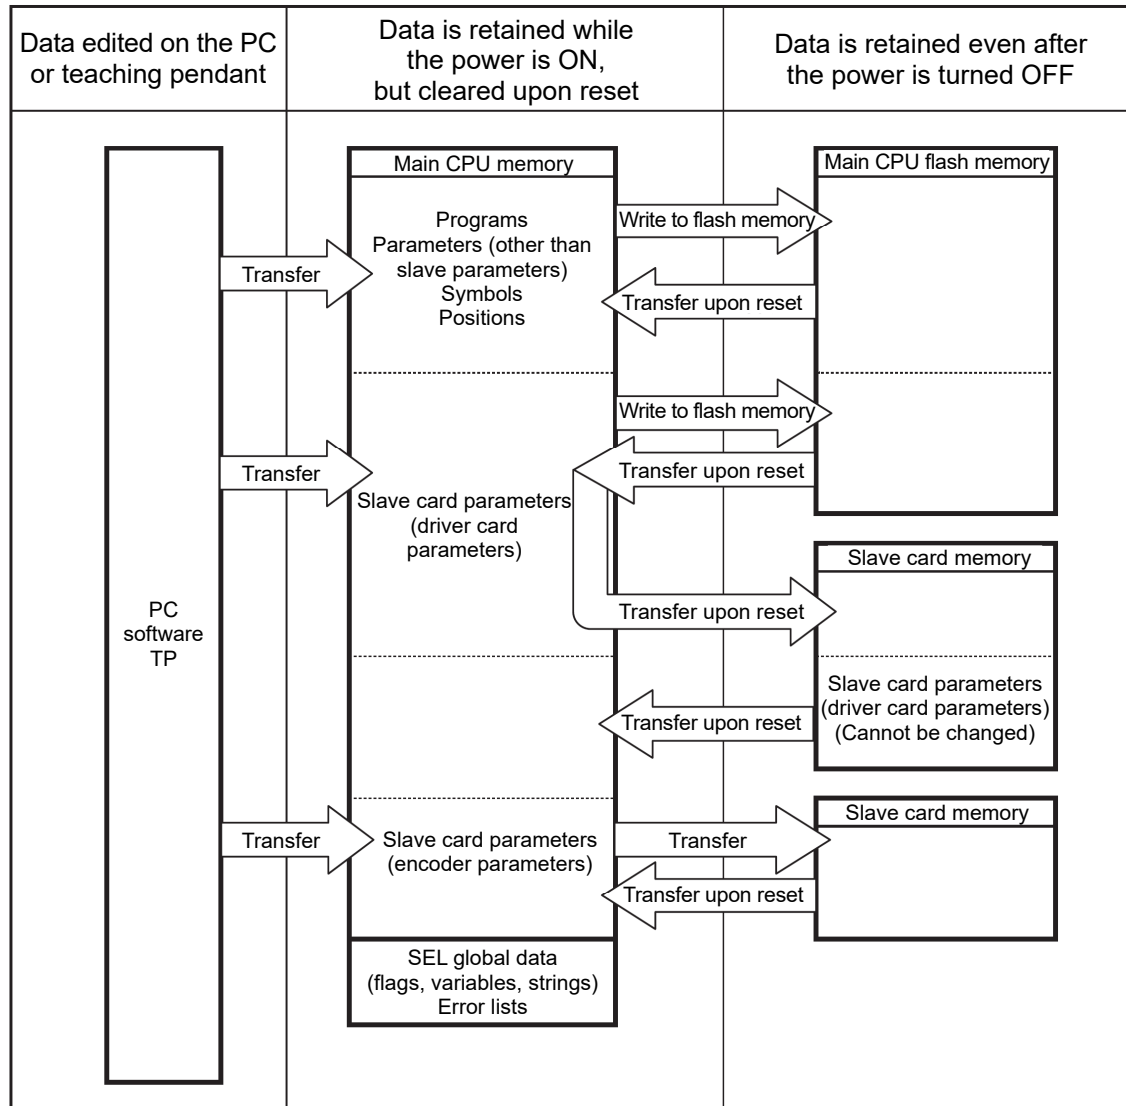 Data edited on the PC
or teaching pendant
Data is retained while
the power is ON,
but cleared upon reset
Data is retained even after
the power is turned OFF
PC
software
TP
Transfer
Transfer
Transfer
Main CPU memory
Programs
Parameters (other than
slave parameters)
Symbols
Positions
Slave card parameters
(driver card
parameters)
Slave card parameters
(encoder parameters)
SEL global data
(flags, variables, strings)
Error lists
Write to flash memory
Transfer upon reset
Write to flash memory
Transfer upon reset
Transfer upon reset
Transfer upon reset
Transfer
Transfer upon reset
Main CPU flash memory
Slave card memory
Slave card parameters
(driver card parameters)
(Cannot be changed)
Slave card memory